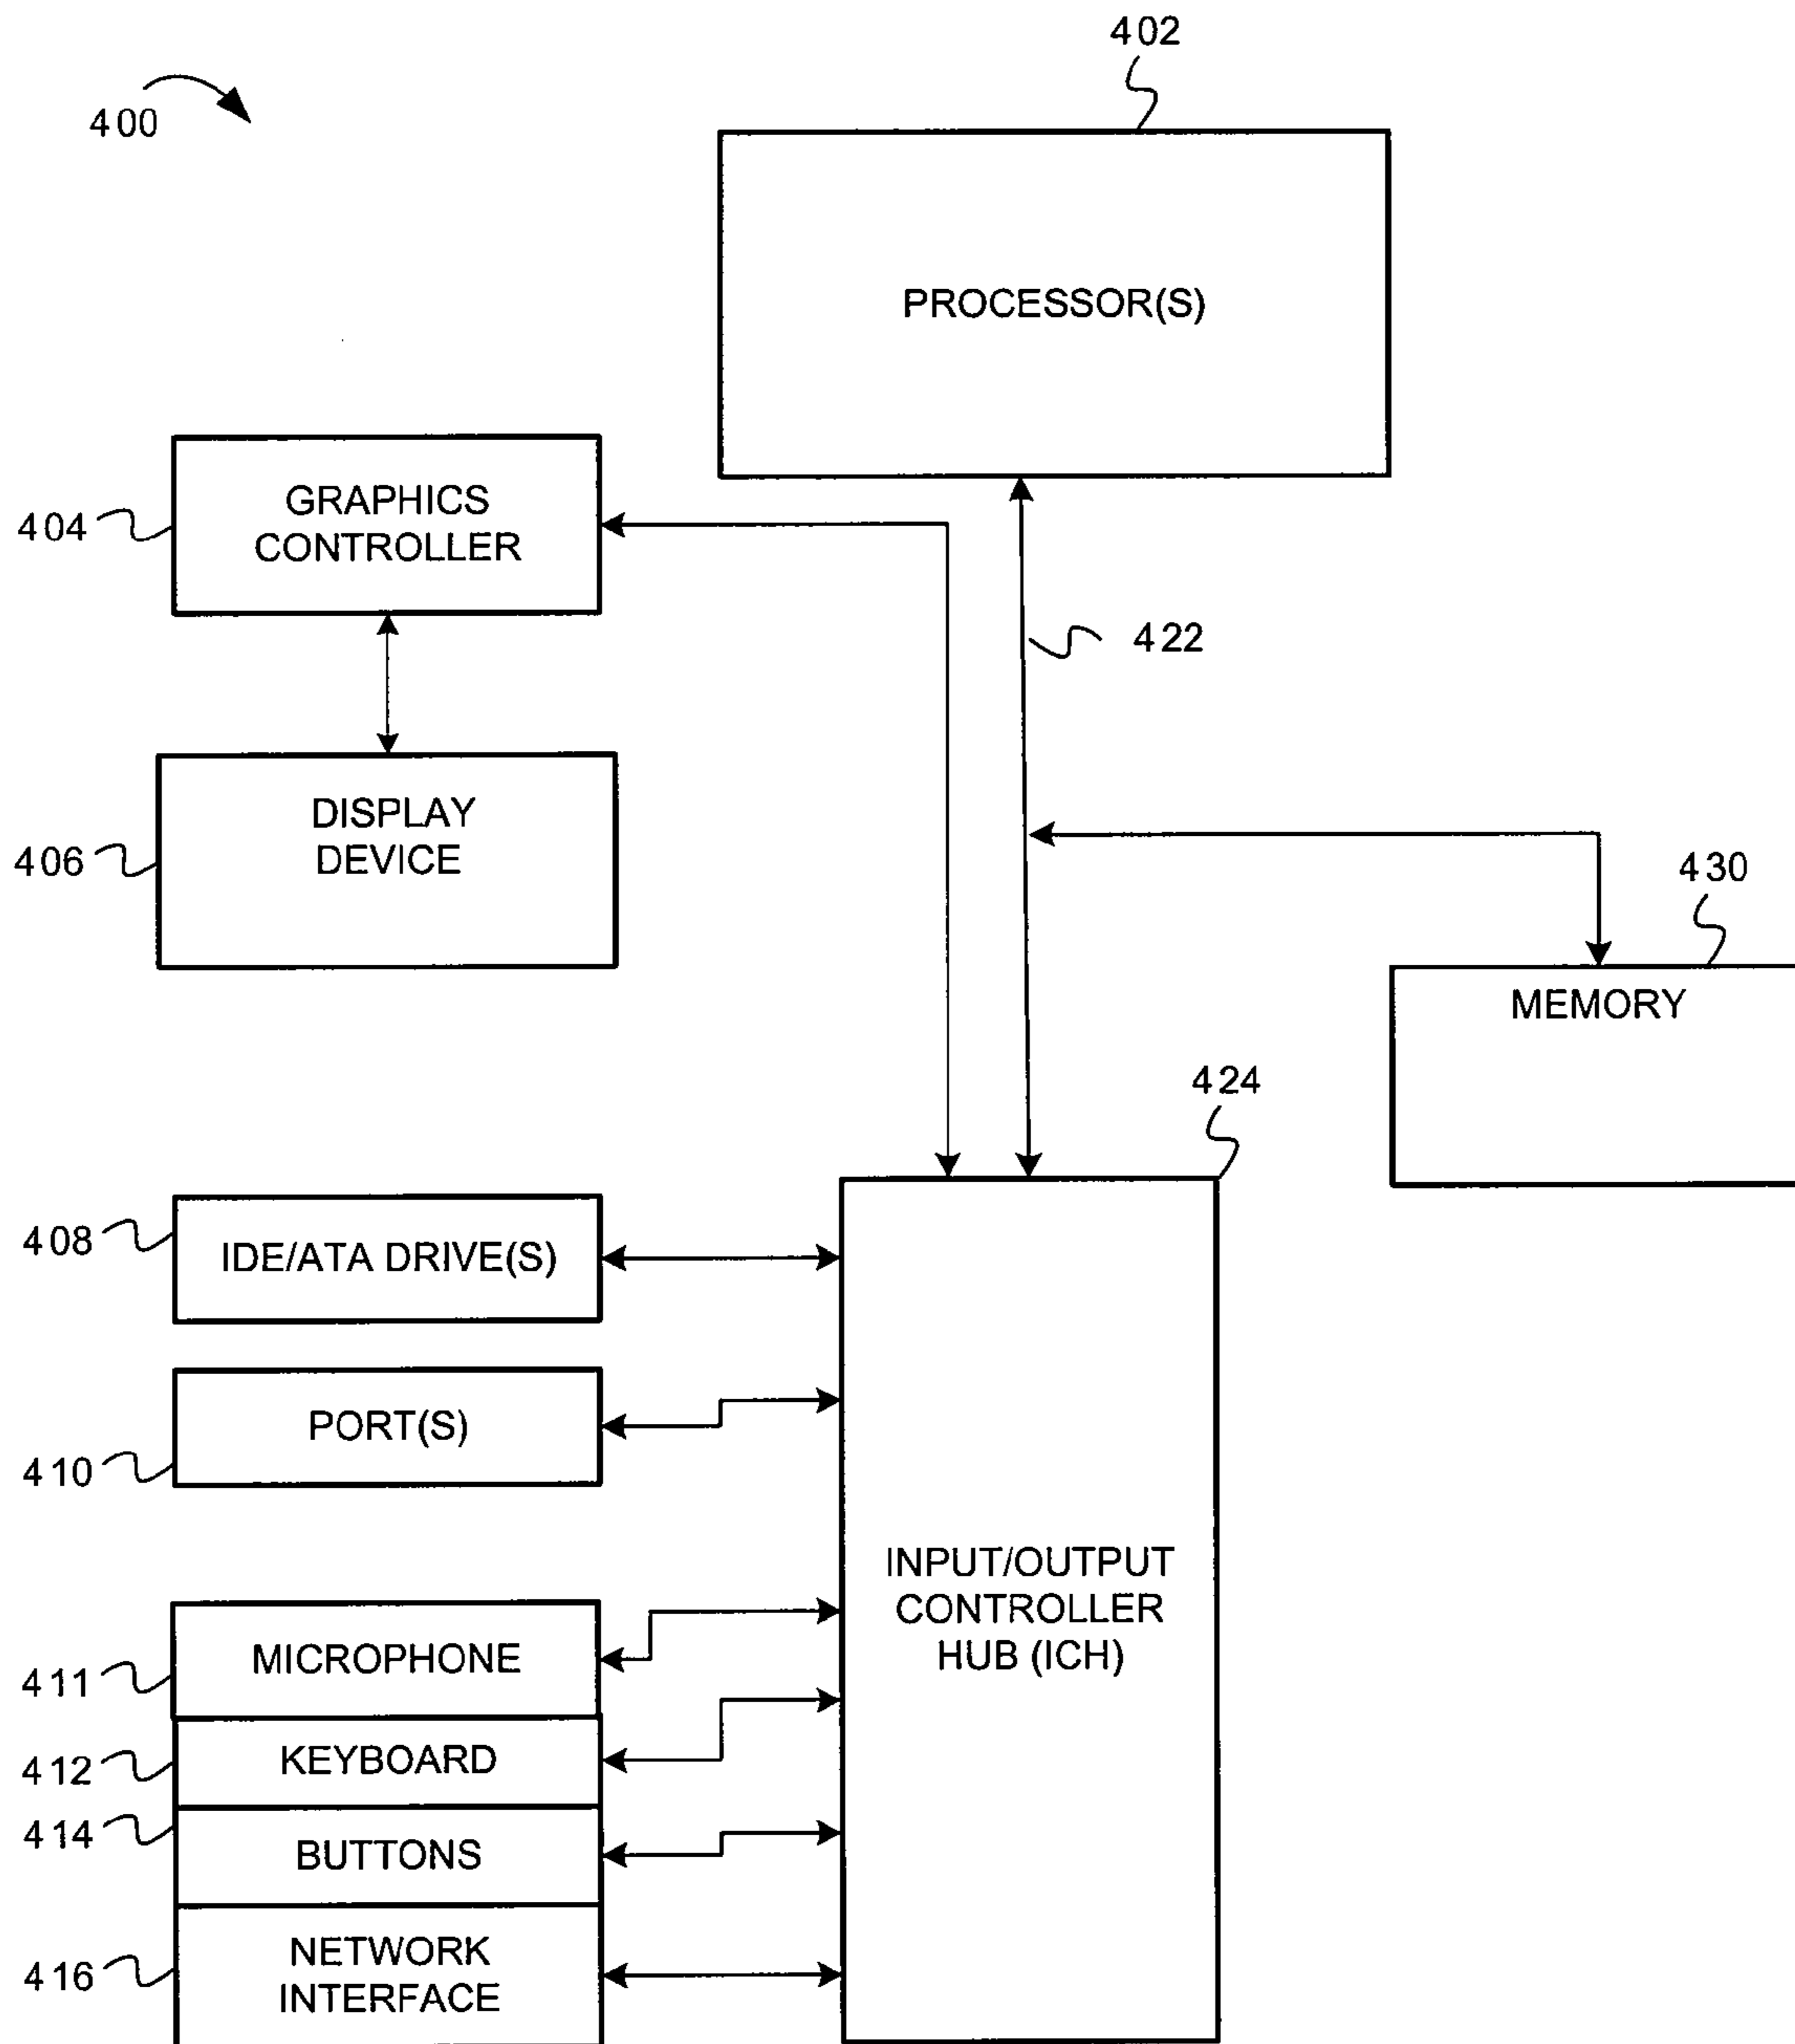 402
400
PROCESSOR(S)
GRAPHICS
CONTROLLER
404
422
DISPLAY
DEVICE
406
430
MEMORY
424
408
IDE/ATA DRIVE(S)
PORT(S)
410
INPUT/OUTPUT
CONTROLLER
HUB (ICH)
MICROPHONE
411
KEYBOARD
412
414
BUTTONS
NETWORK
INTERFACE
416